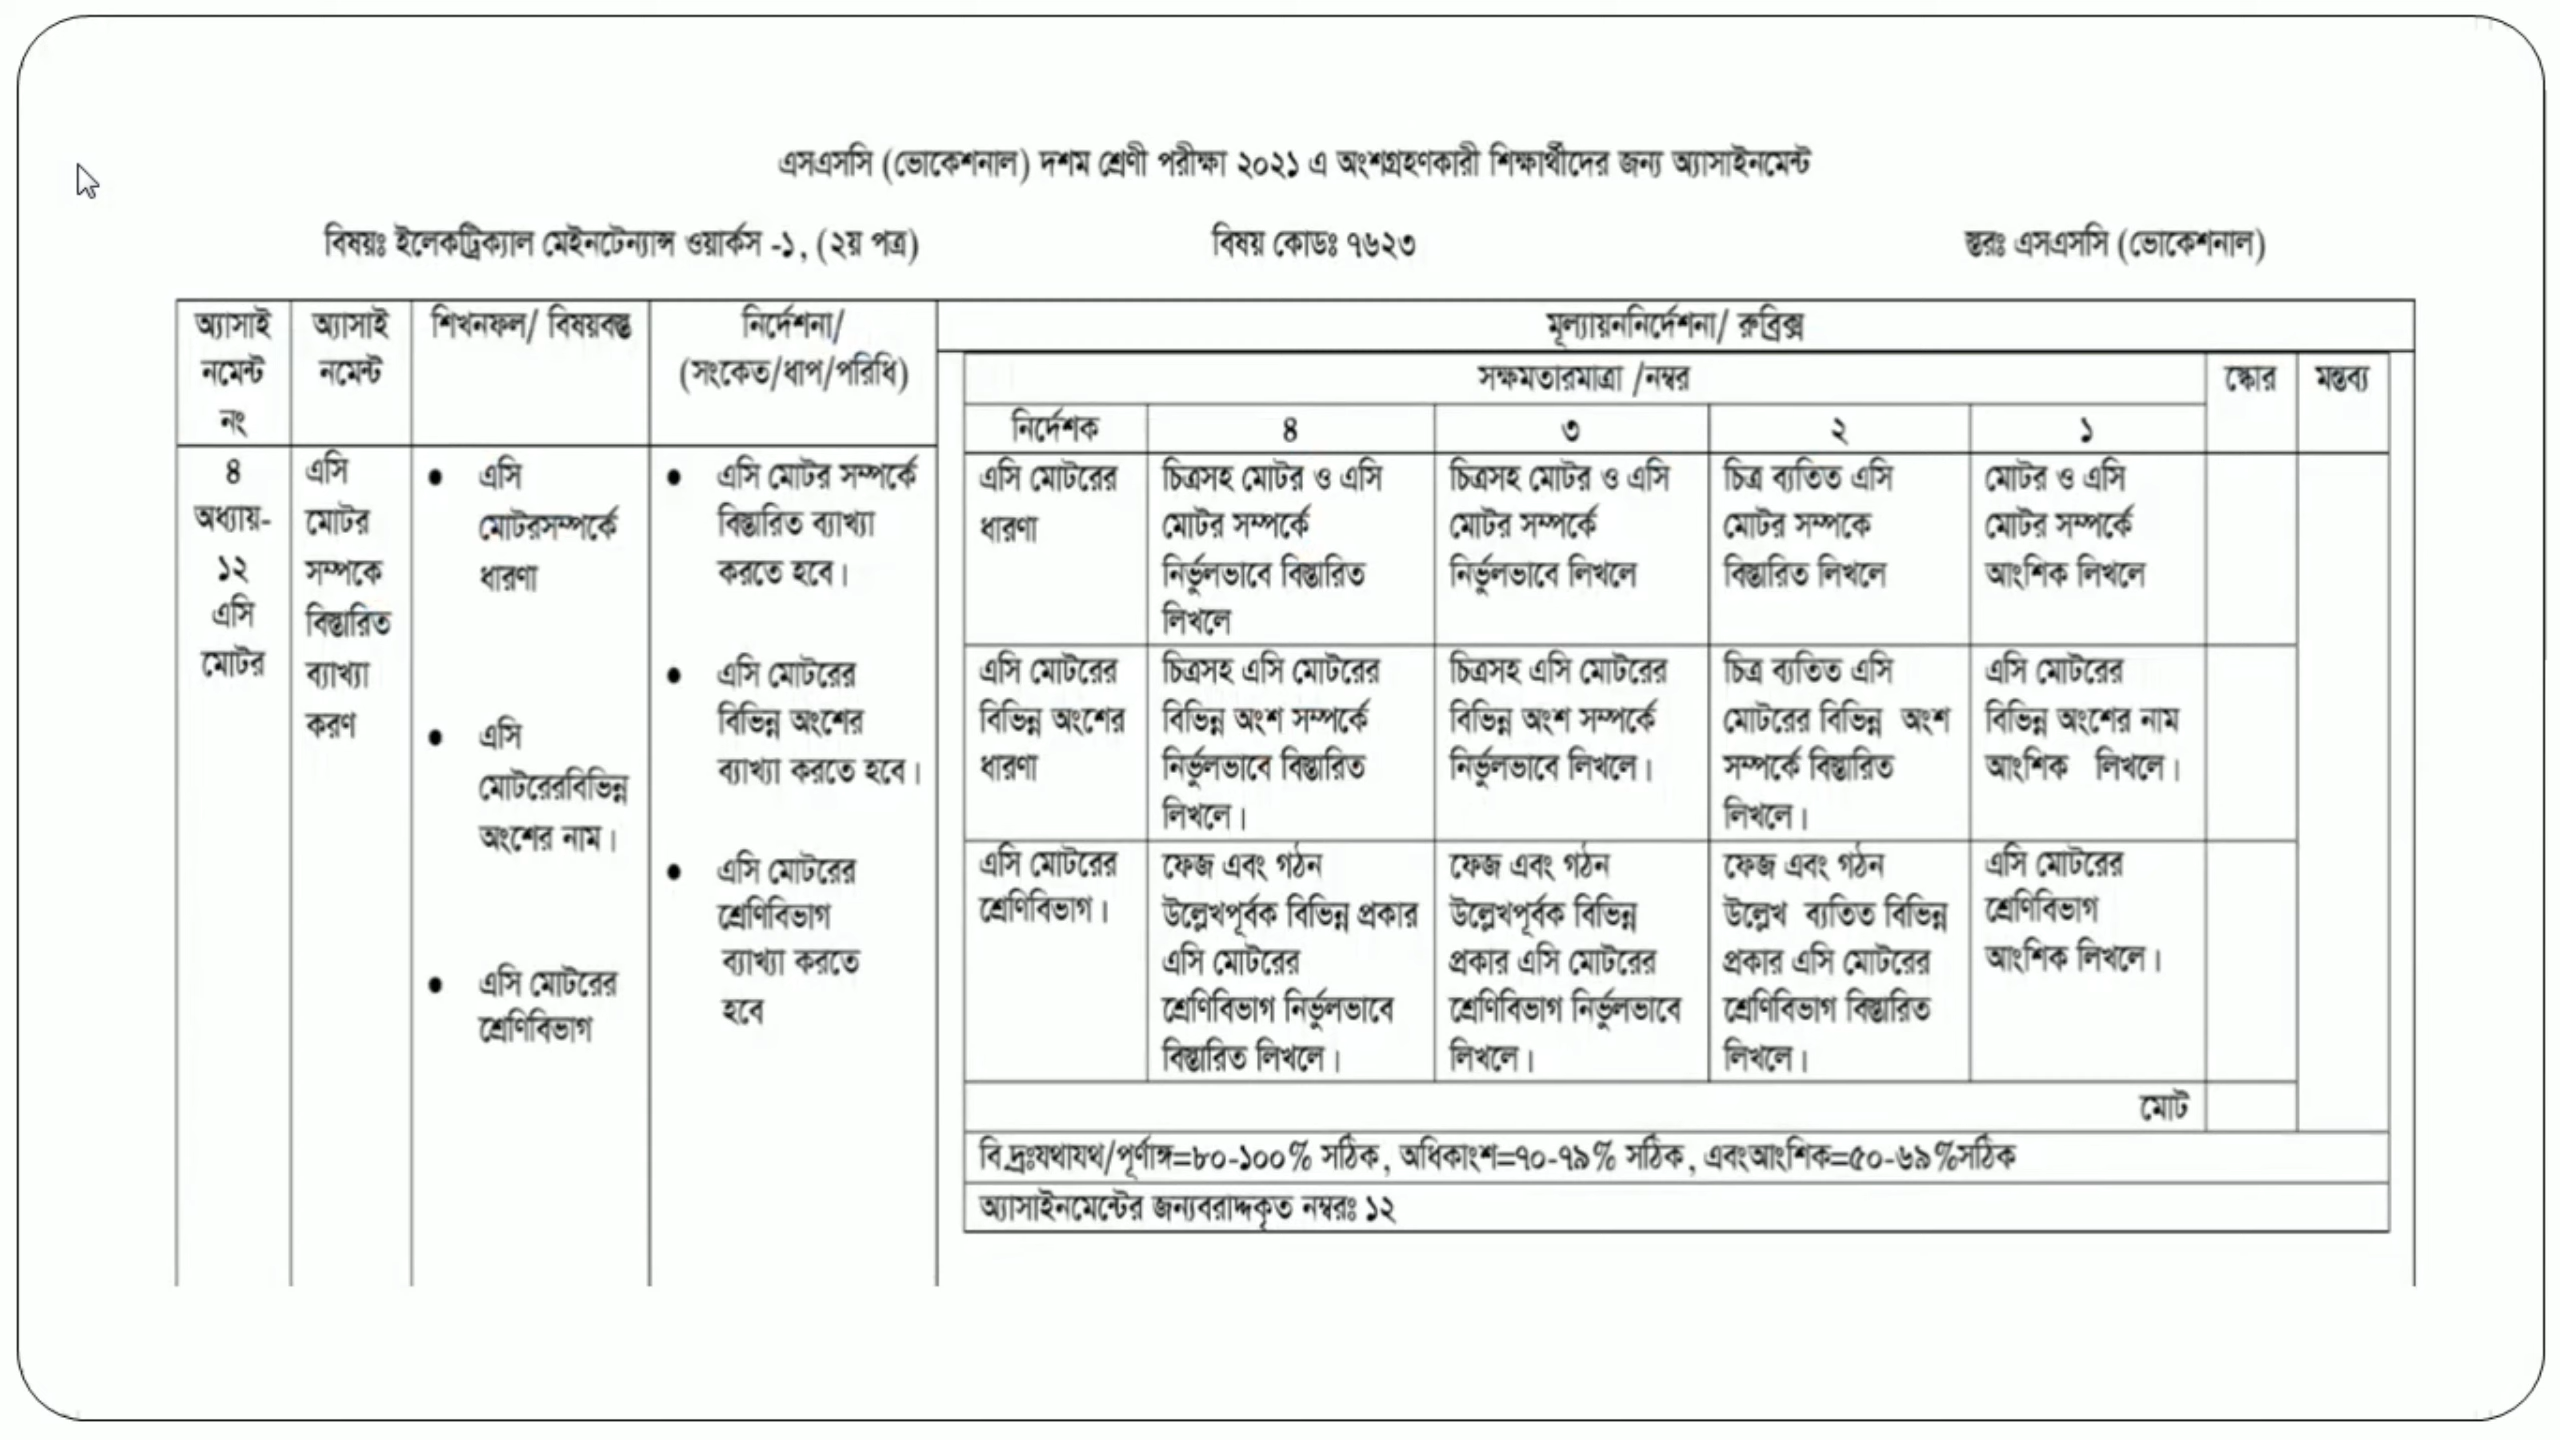 এসএসসি (ভোকেশনাল) দশম শ্রেণী পরীক্ষা ২০২১ এ অংশগ্রহণকারী শিক্ষার্থীদের জন্য অ্যাসাইনমেন্ট
বিষয়ঃ ইলেকট্রিক্যাল মেইনটেন্যান্স ওয়ার্কস -১, (২য় পত্র) বিষয় কোডঃ ৭৬২৩ স্তরঃ এসএসসি (ভোকেশনাল)
অ্যাসাই
নমেন্ট
নং
অ্যাসাই
নমেন্ট
শিখনফল/ বিষয়বস্তু
নির্দেশনা/
(সংকেত/ধাপ/পরিধি)
মূল্যায়ননির্দেশনা/ রুব্রিক্স
সক্ষমতারমাত্রা /নম্বর
স্কোর
মন্তব্য
নির্দেশক
৪
৩
২
১
৪
অধ্যায়-
১২
এসি
মোটর
এসি
মোটর
সম্পকে
বিস্তারিত
ব্যাখ্যা
করণ
● এসি
মোটরসম্পর্কে
ধারণা
● এসি
মোটরেরবিভিন্ন
অংশের নাম।
● এসি মোটরের
শ্রেণিবিভাগ
● এসি মোটর সম্পর্কে
বিস্তারিত ব্যাখ্যা
করতে হবে।
● এসি মোটরের
বিভিন্ন অংশের
ব্যাখ্যা করতে হবে।
● এসি মোটরের
শ্রেণিবিভাগ
ব্যাখ্যা করতে
হবে
এসি মোটরের
ধারণা
চিত্রসহ মোটর ও এসি
মোটর সম্পর্কে
নির্ভুলভাবে বিস্তারিত
লিখলে
চিত্রসহ মোটর ও এসি
মোটর সম্পর্কে
নির্ভুলভাবে লিখলে
চিত্র ব্যতিত এসি
মোটর সম্পকে
বিস্তারিত লিখলে
মোটর ও এসি
মোটর সম্পর্কে
আংশিক লিখলে
এসি মোটরের
বিভিন্ন অংশের
ধারণা
চিত্রসহ এসি মোটরের
বিভিন্ন অংশ সম্পর্কে
নির্ভুলভাবে বিস্তারিত
লিখলে।
চিত্রসহ এসি মোটরের
বিভিন্ন অংশ সম্পর্কে
নির্ভুলভাবে লিখলে।
চিত্র ব্যতিত এসি
মোটরের বিভিন্ন অংশ
সম্পর্কে বিস্তারিত
লিখলে।
এসি মোটরের
বিভিন্ন অংশের নাম
আংশিক লিখলে।
এসি মোটরের
শ্রেণিবিভাগ।
ফেজ এবং গঠন
উল্লেখপূর্বক বিভিন্ন প্রকার
এসি মোটরের
শ্রেণিবিভাগ নির্ভুলভাবে
বিস্তারিত লিখলে।
ফেজ এবং গঠন
উল্লেখপূর্বক বিভিন্ন
প্রকার এসি মোটরের
শ্রেণিবিভাগ নির্ভুলভাবে
লিখলে।
ফেজ এবং গঠন
উল্লেখ ব্যতিত বিভিন্ন
প্রকার এসি মোটরের
শ্রেণিবিভাগ বিস্তারিত
লিখলে।
এসি মোটরের
শ্রেণিবিভাগ
আংশিক লিখলে।
মোট
বি.দ্রঃযথাযথ/পূর্ণাঙ্গ=৮০-১০০% সঠিক, অধিকাংশ=৭০-৭৯% সঠিক, এবংআংশিক=৫০-৬৯%সঠিক
অ্যাসাইনমেন্টের জন্যবরাদ্দকৃত নম্বরঃ ১২